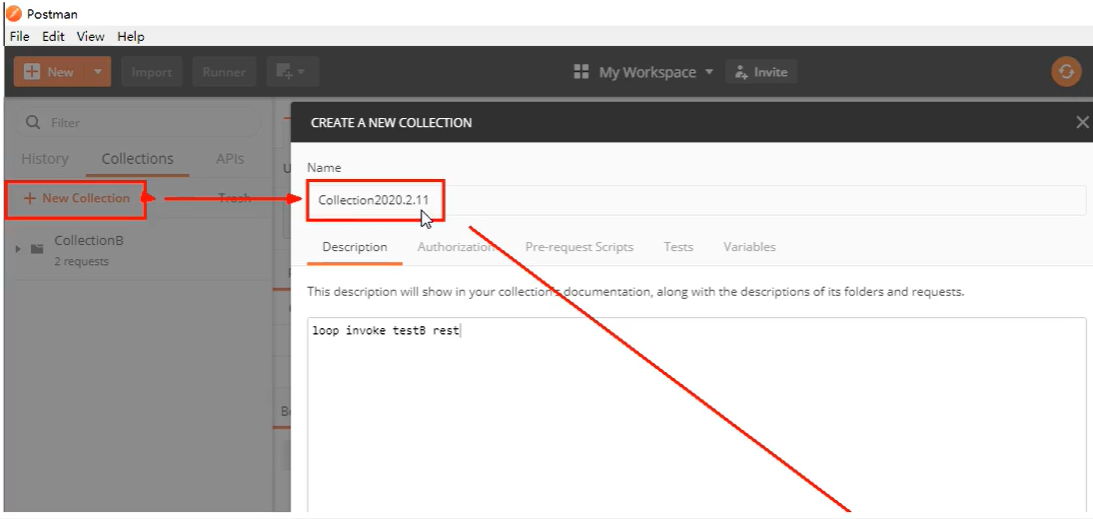 Postman
File Edit View Help
New Import Runner My Workspace Invite
Filter
History Collections APIs
+ New Collection Trash
CollectionB
2 requests
CREATE A NEW COLLECTION
Name
Collection2020.2.11
Description Authorization Pre-request Scripts Tests Variables
This description will show in your collection's documentation, along with the descriptions of its folders and requests.
loop invoke testB rest